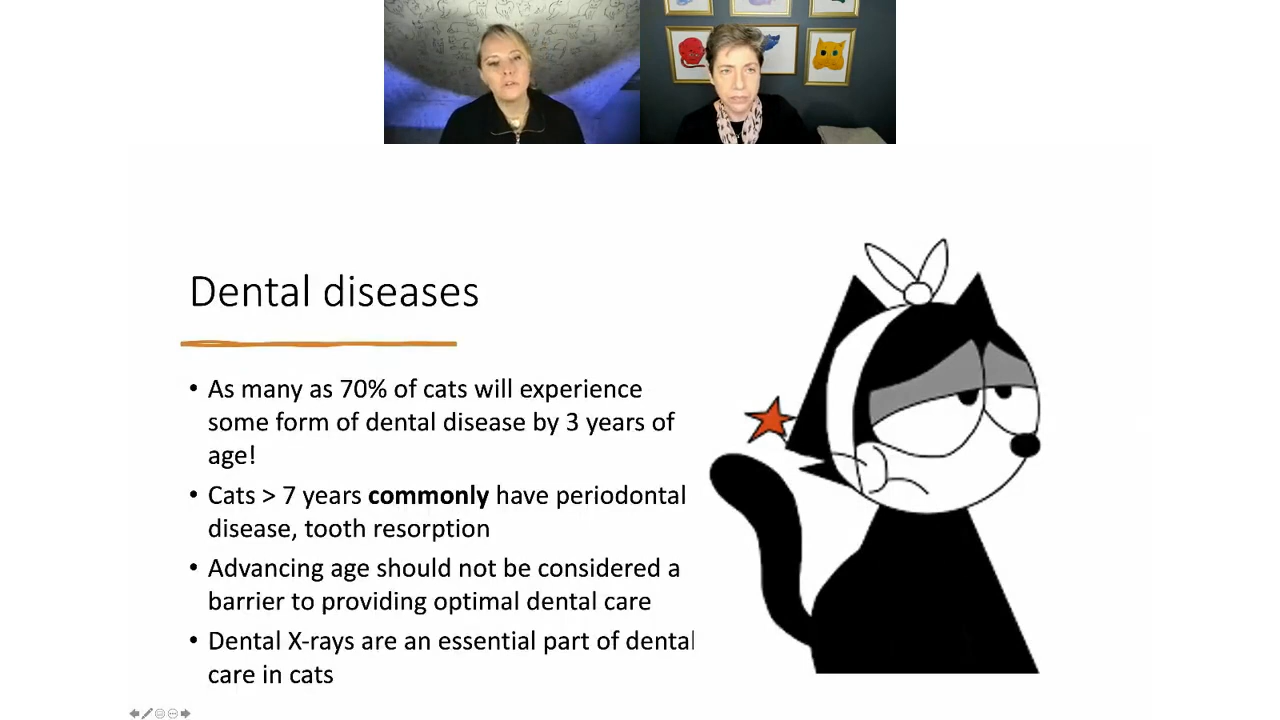 Dental diseases
• As many as 70% of cats will experience
some form of dental disease by 3 years of
age!
• Cats > 7 years commonly have periodontal
disease, tooth resorption
• Advancing age should not be considered a
barrier to providing optimal dental care
• Dental X-rays are an essential part of dental
care in cats